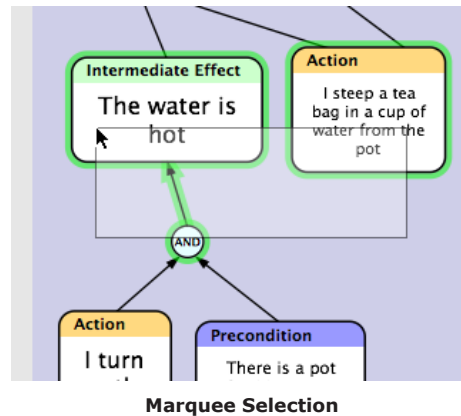 Intermediate Effect
The water is
hot
Action
I steep a tea
bag in a cup of
water from the
pot
AND
Action
I turn
Precondition
There is a pot
Marquee Selection